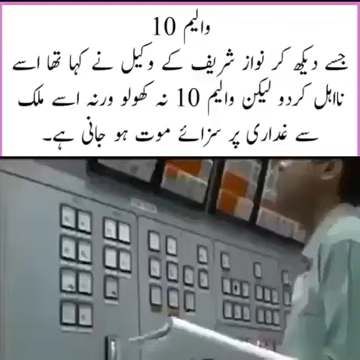 والیم 10
جسے دیکھ کر نواز شریف کے وکیل نے کہا تھا اسے
نااہل کردو لیکن والیم 10 نہ کھولو ورنہ اسے ملک
سے غداری پر سزائے موت ہو جانی ہے۔